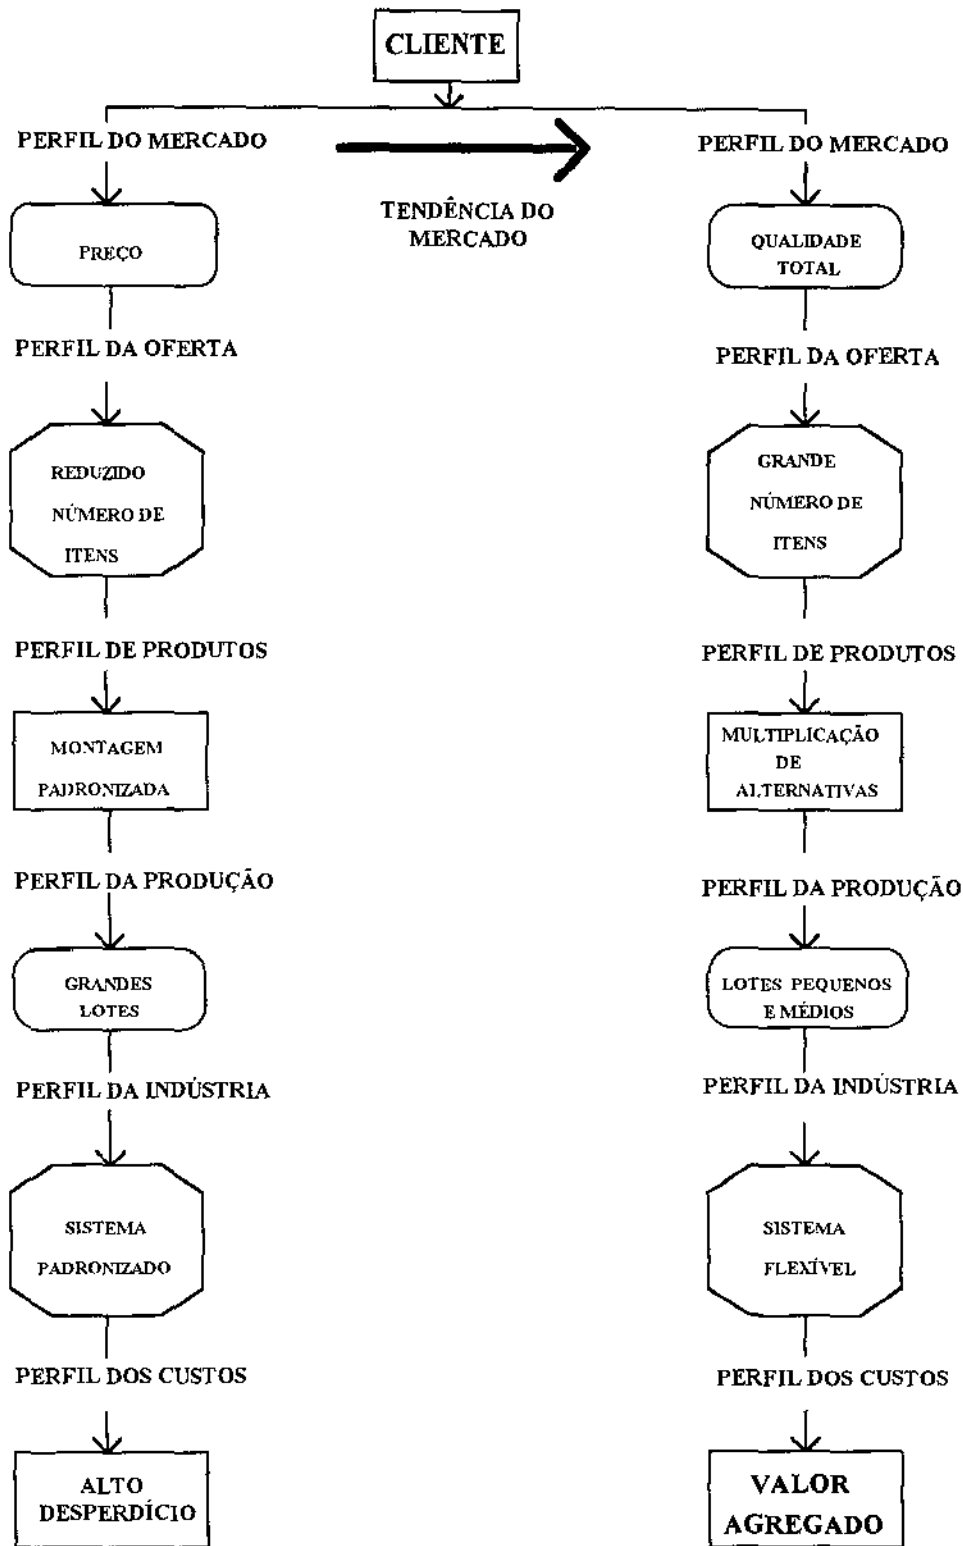 CLIENTE
PERFIL DO MERCADO
PREÇO
PERFIL DA OFERTA
REDUZIDO
NÚMERO DE
ITENS
PERFIL DE PRODUTOS
MONTAGEM
PADRONIZADA
PERFIL DA PRODUÇÃO
GRANDES
LOTES
PERFIL DA INDÚSTRIA
SISTEMA
PADRONIZADO
PERFIL DOS CUSTOS
ALTO
DESPERDÍCIO
TENDÊNCIA DO
MERCADO
PERFIL DO MERCADO
QUALIDADE
TOTAL
PERFIL DA OFERTA
GRANDE
NÚMERO DE
ITENS
PERFIL DE PRODUTOS
MULTIPLICAÇÃO
DE
ALTERNATIVAS
PERFIL DA PRODUÇÃO
LOTES PEQUENOS
E MÉDIOS
PERFIL DA INDÚSTRIA
SISTEMA
FLEXÍVEL
PERFIL DOS CUSTOS
VALOR
AGREGADO